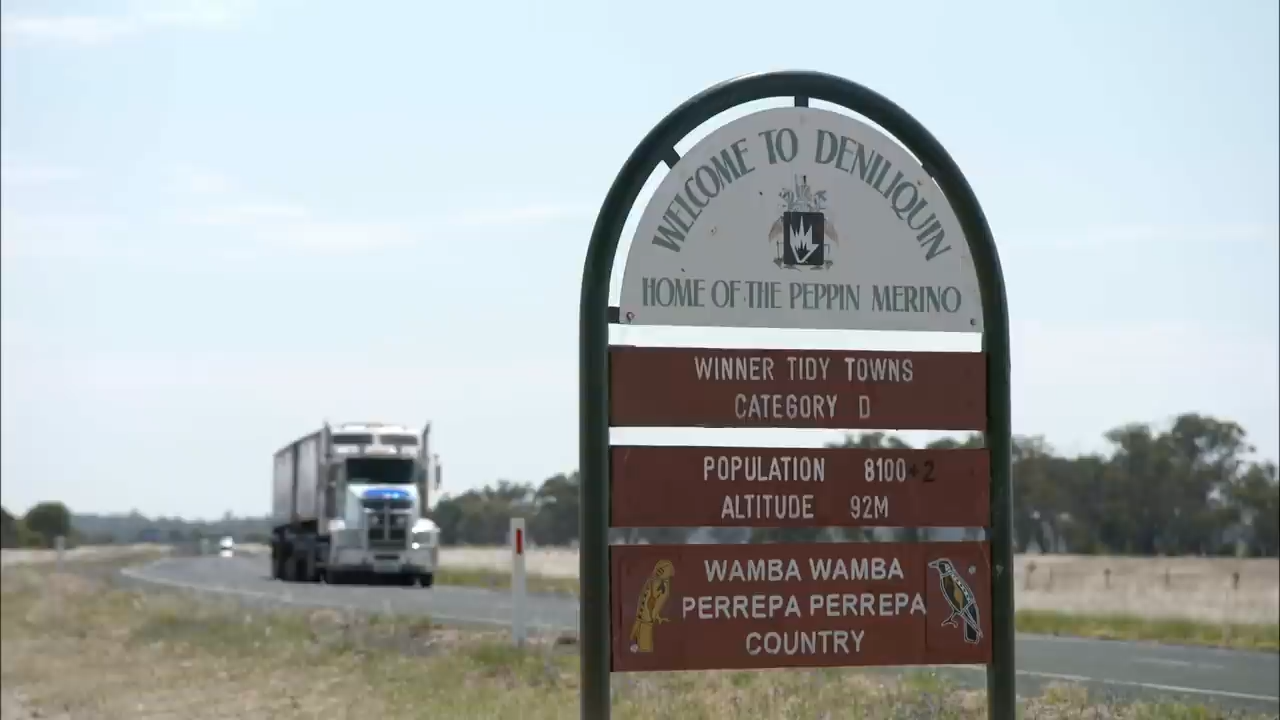 WELCOME TO DENILIQUIN
HOME OF THE PEPPIN MERINO
WINNER TIDY TOWNS
CATEGORY D
POPULATION 8100+2
ALTITUDE 92M
WAMBA WAMBA
PERREPA PERREPA
COUNTRY